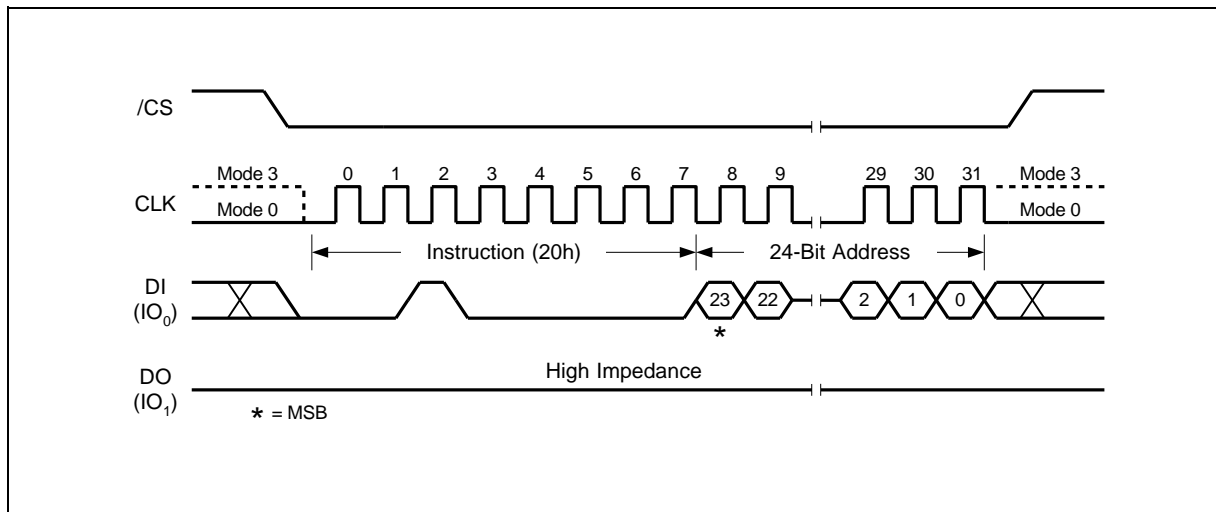 /CS
Mode 3 0 1 2 3 4 5 6 7 8 9 29 30 31 Mode 3
CLK
Mode 0 Mode 0
Instruction (20h) 24-Bit Address
DI
(IO0)
23 22 2 1 0
*
High Impedance
DO
(IO1)
* = MSB